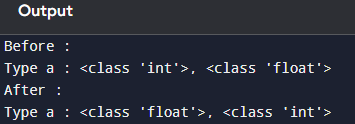 Output
Before :
Type a : <class 'int'>, <class 'float'>
After :
Type a : <class 'float'>, <class 'int'>